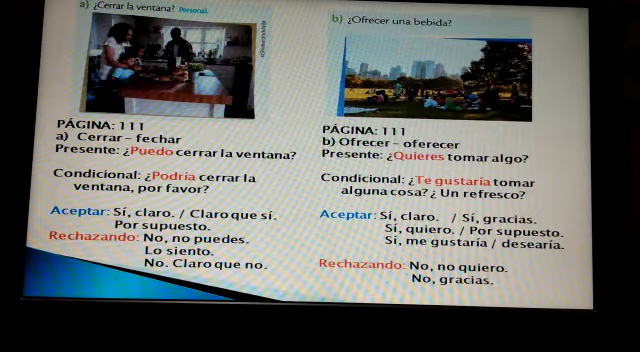 a) ¿Cerrar la ventana? Personal.
PÁGINA: 111
a) Cerrar – fechar
Presente: ¿Puedo cerrar la ventana?
Condicional: ¿Podría cerrar la
ventana, por favor?
Aceptar: Sí, claro. / Claro que sí.
Por supuesto.
Rechazando: No, no puedes.
Lo siento.
No. Claro que no.
b) ¿Ofrecer una bebida?
PÁGINA: 111
b) Ofrecer – oferecer
Presente: ¿Quieres tomar algo?
Condicional: ¿Te gustaría tomar
alguna cosa? ¿ Un refresco?
Aceptar: Sí, claro. / Sí, gracias.
Sí, quiero. / Por supuesto.
Sí, me gustaría / desearía.
Rechazando: No, no quiero.
No, gracias.